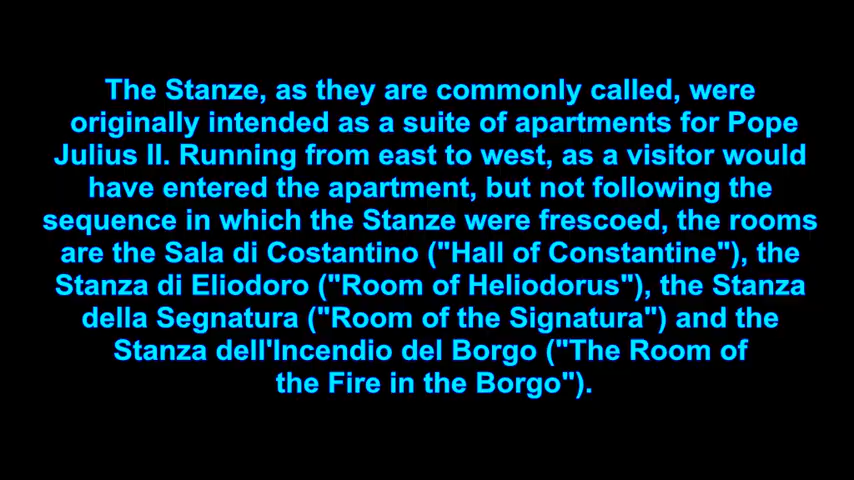 The Stanze, as they are commonly called, were
originally intended as a suite of apartments for Pope
Julius II. Running from east to west, as a visitor would
have entered the apartment, but not following the
sequence in which the Stanze were frescoed, the rooms
are the Sala di Costantino ("Hall of Constantine"), the
Stanza di Eliodoro ("Room of Heliodorus"), the Stanza
della Segnatura ("Room of the Signatura") and the
Stanza dell'Incendio del Borgo ("The Room of
the Fire in the Borgo").